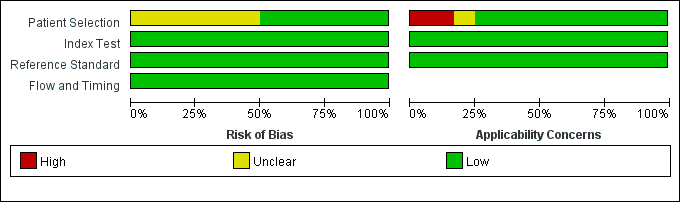 Patient Selection
Index Test
Reference Standard
Flow and Timing
0% 25% 50% 75% 100% 0% 25% 50% 75% 100%
Risk of Bias Applicability Concerns
High Unclear Low